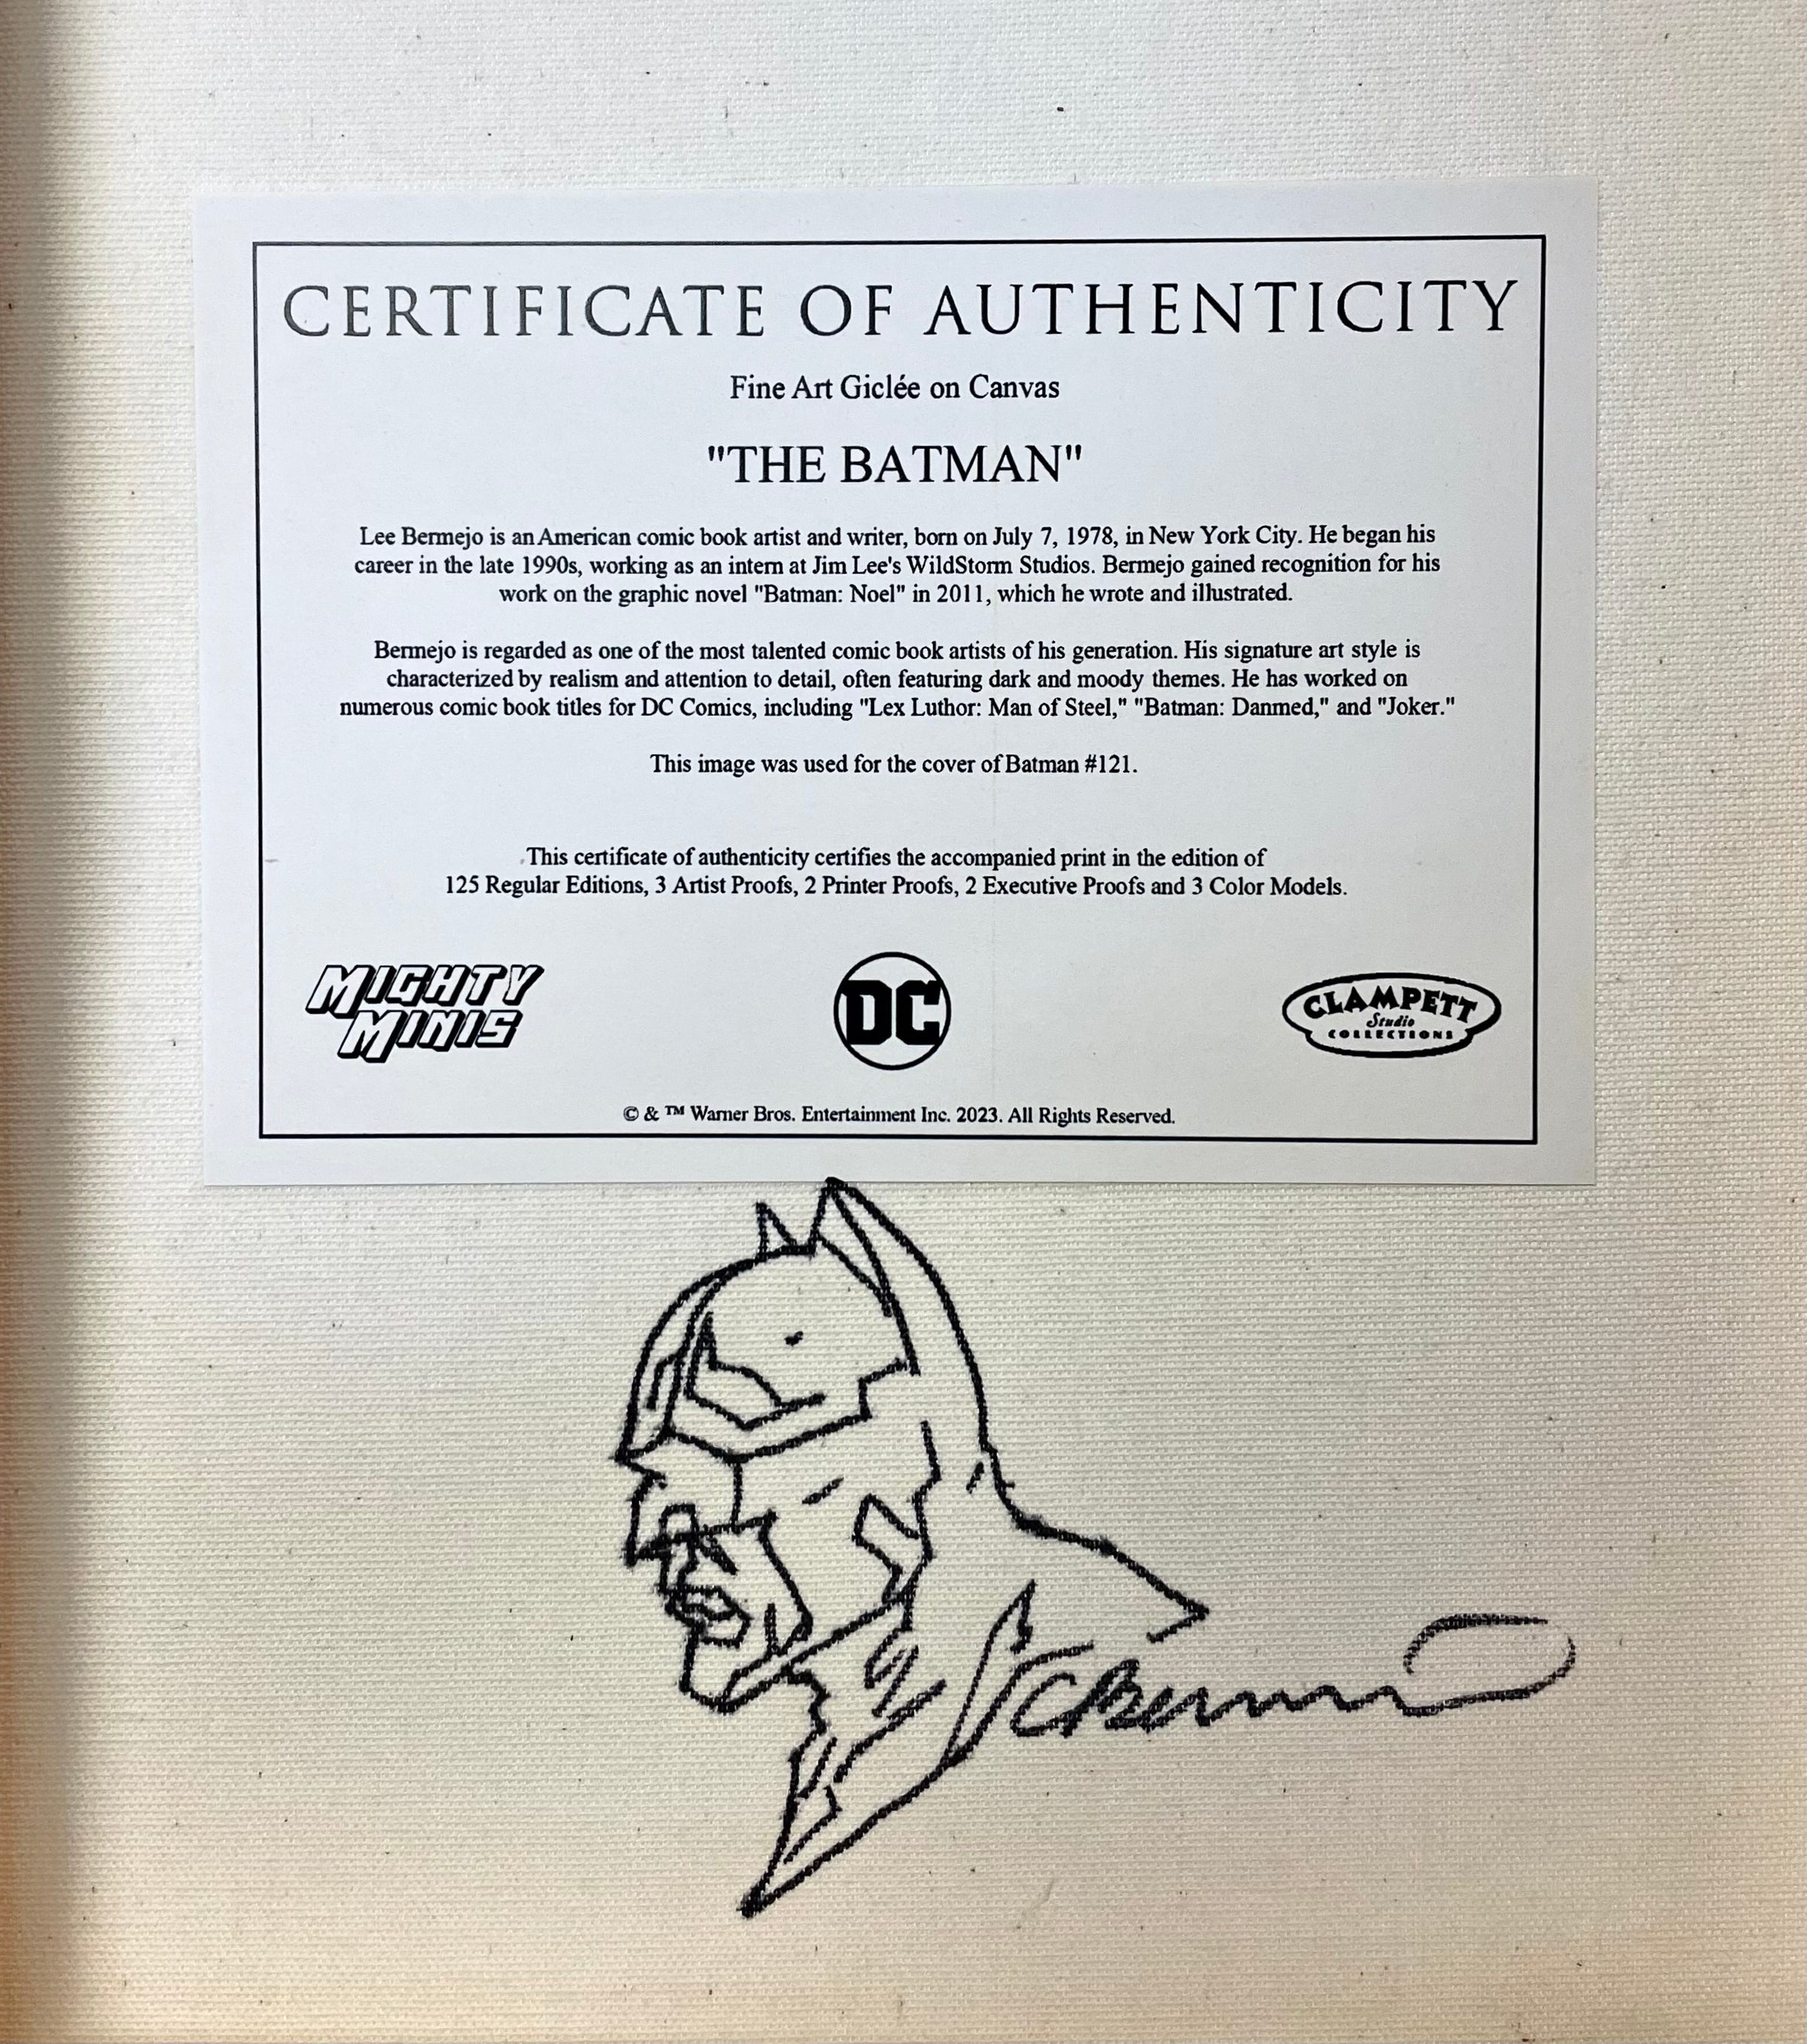 CERTIFICATE OF AUTHENTICITY
Fine Art Giclée on Canvas
"THE BATMAN"
Lee Bermejo is an American comic book artist and writer, born on July 7, 1978, in New York City. He began his
career in the late 1990s, working as an intern at Jim Lee's WildStorm Studios. Bermejo gained recognition for his
work on the graphic novel "Batman: Noel" in 2011, which he wrote and illustrated.
Bermejo is regarded as one of the most talented comic book artists of his generation. His signature art style is
characterized by realism and attention to detail, often featuring dark and moody themes. He has worked on
numerous comic book titles for DC Comics, including "Lex Luthor: Man of Steel," "Batman: Danmed," and "Joker."
This image was used for the cover of Batman #121.
This certificate of authenticity certifies the accompanied print in the edition of
125 Regular Editions, 3 Artist Proofs, 2 Printer Proofs, 2 Executive Proofs and 3 Color Models.
MIGHTY
MINIS
DC
CLAMPETT
Studio
COLLECTIONS
© & ™ Warner Bros. Entertainment Inc. 2023. All Rights Reserved.